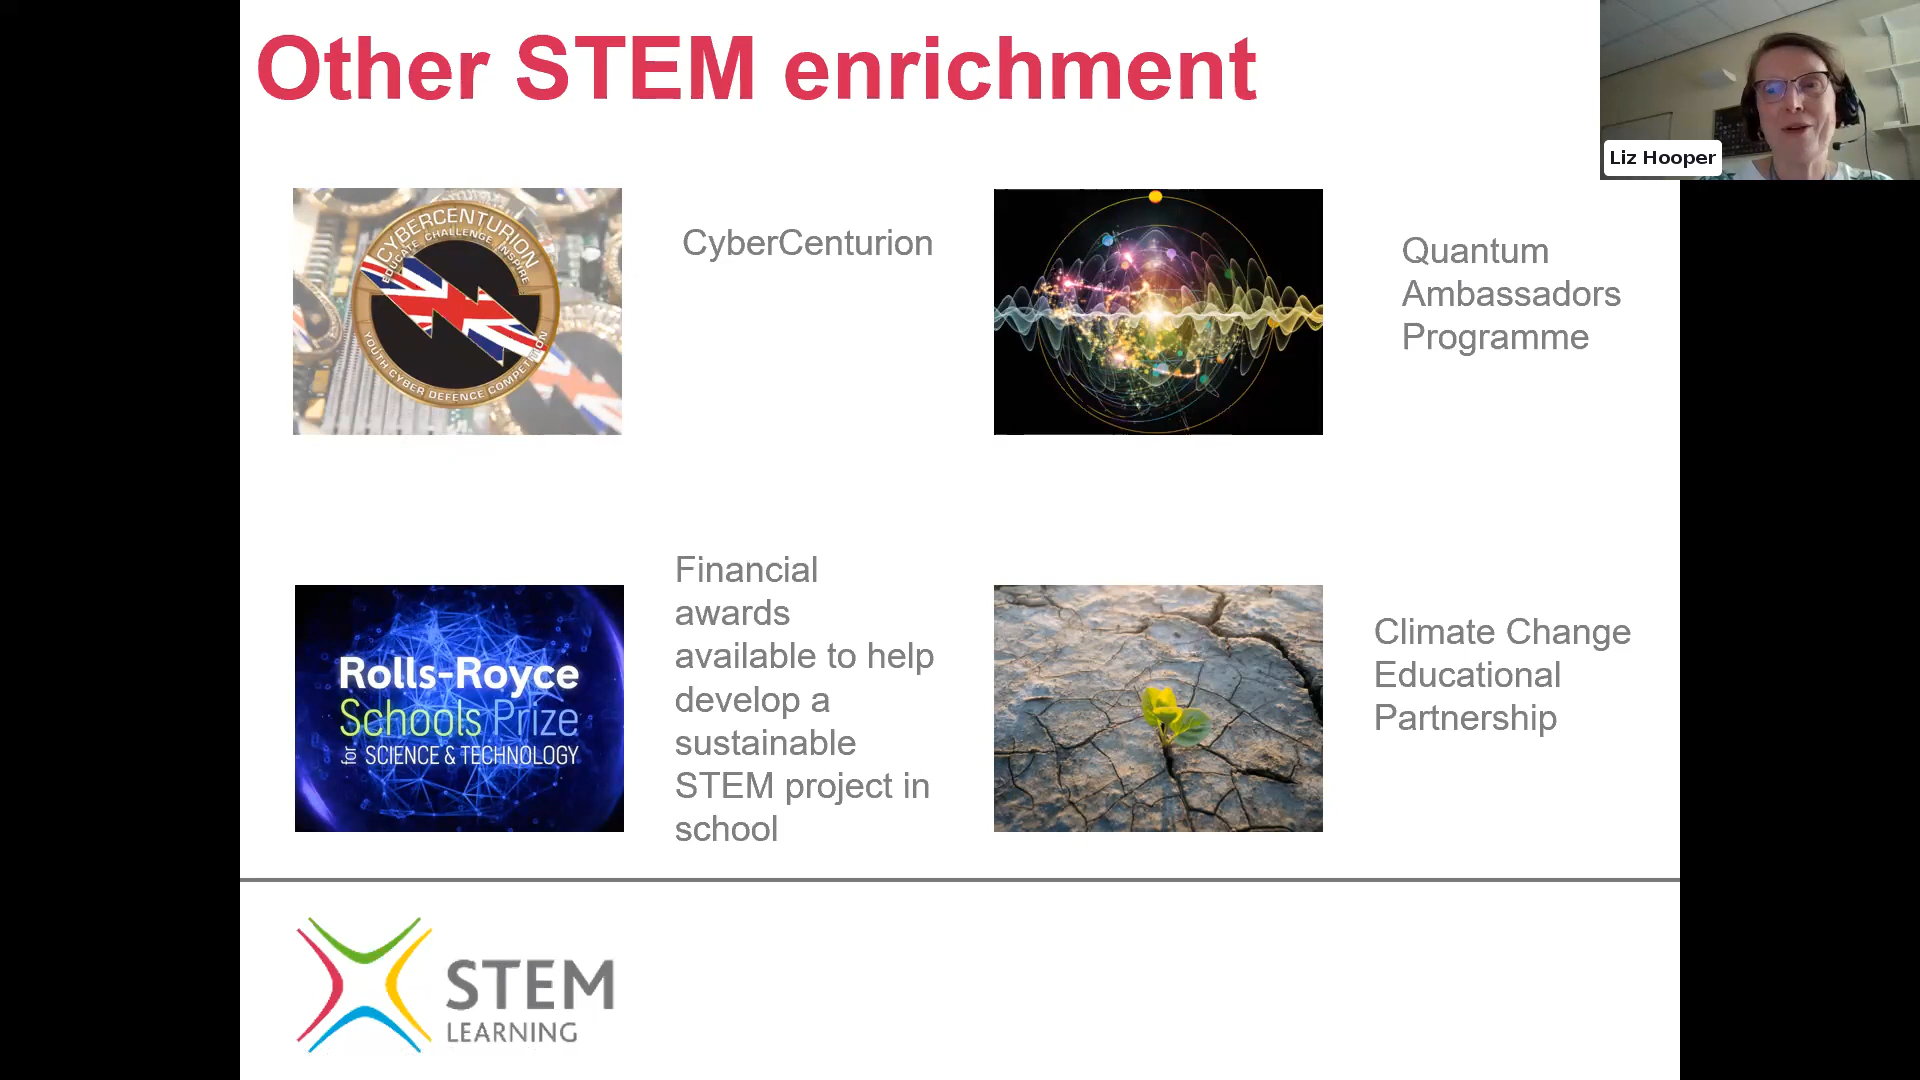 Other STEM enrichment
Liz Hooper
CYBERCENTURION
EDUCATE CHALLENGE INSPIRE
YOUTH CYBER DEFENCE COMPETITION
CyberCenturion
Quantum
Ambassadors
Programme
Rolls-Royce
Schools Prize
for SCIENCE & TECHNOLOGY
Financial
awards
available to help
develop a
sustainable
STEM project in
school
Climate Change
Educational
Partnership
STEM
LEARNING